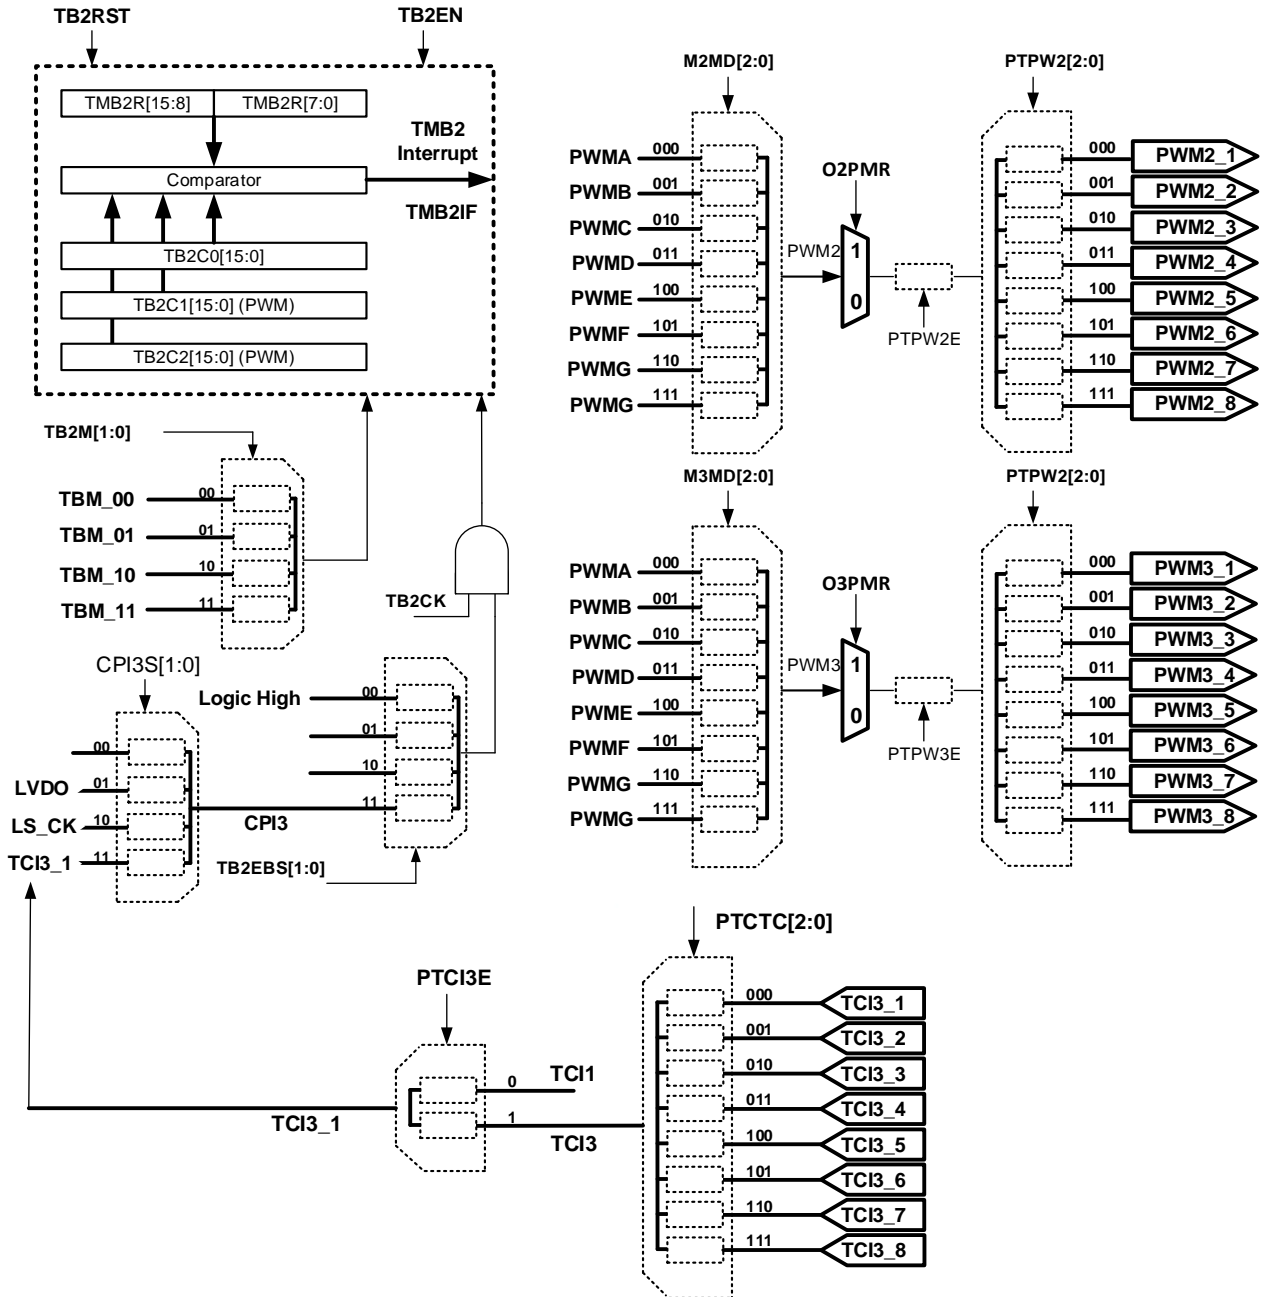 TB2RST
TB2EN
TMB2R[15:8]
TMB2R[7:0]
TMB2
Interrupt
Comparator
TMB2IF
TB2C0[15:0]
TB2C1[15:0] (PWM)
TB2C2[15:0] (PWM)
TB2M[1:0]
TBM_00
00
TBM_01
01
TBM_10
10
TBM_11
11
TB2CK
CPI3S[1:0]
00
LVDO
01
LS_CK
10
TCI3_1
11
CPI3
Logic High
00
01
10
11
TB2EBS[1:0]
M2MD[2:0]
PWMA
000
PWMB
001
PWMC
010
PWMD
011
PWME
100
PWMF
101
PWMG
110
PWMG
111
PWM2
O2PMR
1
0
PTPW2E
PTPW2[2:0]
000
PWM2_1
001
PWM2_2
010
PWM2_3
011
PWM2_4
100
PWM2_5
101
PWM2_6
110
PWM2_7
111
PWM2_8
M3MD[2:0]
PWMA
000
PWMB
001
PWMC
010
PWMD
011
PWME
100
PWMF
101
PWMG
110
PWMG
111
PWM3
O3PMR
1
0
PTPW3E
PTPW2[2:0]
000
PWM3_1
001
PWM3_2
010
PWM3_3
011
PWM3_4
100
PWM3_5
101
PWM3_6
110
PWM3_7
111
PWM3_8
PTCTC[2:0]
PTCI3E
TCI3_1
0
TCI1
1
TCI3
000
TCI3_1
001
TCI3_2
010
TCI3_3
011
TCI3_4
100
TCI3_5
101
TCI3_6
110
TCI3_7
111
TCI3_8